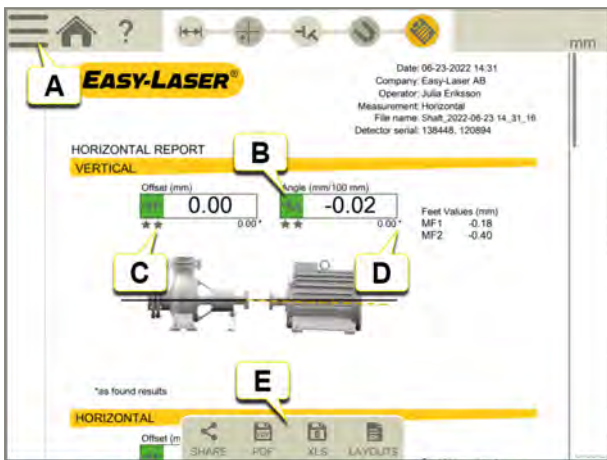 ?
mm
A
EASY-LASER®
Date: 06-23-2022 14:31
Company: Easy-Laser AB
Operator: Julia Eriksson
Measurement: Horizontal
File name: Shaft_2022-06-23 14_31_16
Detector serial: 138448, 120894
HORIZONTAL REPORT
B
VERTICAL
Offset (mm)
Angle (mm/100 mm)
0.00
-0.02
0.00 *
0.00 *
Feet Values (mm)
MF1 -0.18
MF2 -0.40
C
D
E
*as found results
HORIZONTAL
Offset (m
SHARE
PDF
XLS
LAYOUTS